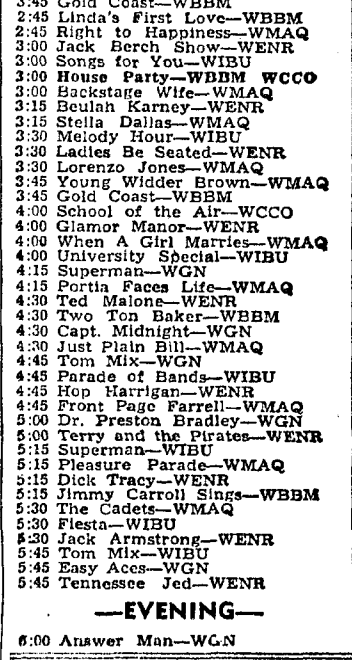 3:45 Gold Coast—WBBM
2:45 Linda's First Love—WBBM
2:45 Right to Happiness—WMAQ
3:00 Jack Berch Show—WENR
3:00 Songs for You—WIBU
3:00 House Party—WBBM WCCO
3:00 Backstage Wife—WMAQ
3:15 Beulah Karney—WENR
3:15 Stella Dallas—WMAQ
3:30 Melody Hour—WIBU
3:30 Ladies Be Seated—WENR
3:30 Lorenzo Jones—WMAQ
3:45 Young Widder Brown—WMAQ
3:45 Gold Coast—WBBM
4:00 School of the Air—WCCO
4:00 Glamor Manor—WENR
4:00 When A Girl Marries—WMAQ
4:00 University Special—WIBU
4:15 Superman—WGN
4:15 Portia Faces Life—WMAQ
4:30 Ted Malone—WENR
4:30 Two Ton Baker—WBBM
4:30 Capt. Midnight—WGN
4:30 Just Plain Bill—WMAQ
4:45 Tom Mix—WGN
4:45 Parade of Bands—WIBU
4:45 Hop Harrigan—WENR
4:45 Front Page Farrell—WMAQ
5:00 Dr. Preston Bradley—WGN
5:00 Terry and the Pirates—WENR
5:15 Superman—WIBU
5:15 Pleasure Parade—WMAQ
5:15 Dick Tracy—WENR
5:15 Jimmy Carroll Sings—WBBM
5:30 The Cadets—WMAQ
5:30 Fiesta—WIBU
5:30 Jack Armstrong—WENR
5:45 Tom Mix—WIBU
5:45 Easy Aces—WGN
5:45 Tennessee Jed—WENR
—EVENING—
6:00 Answer Man—WGN